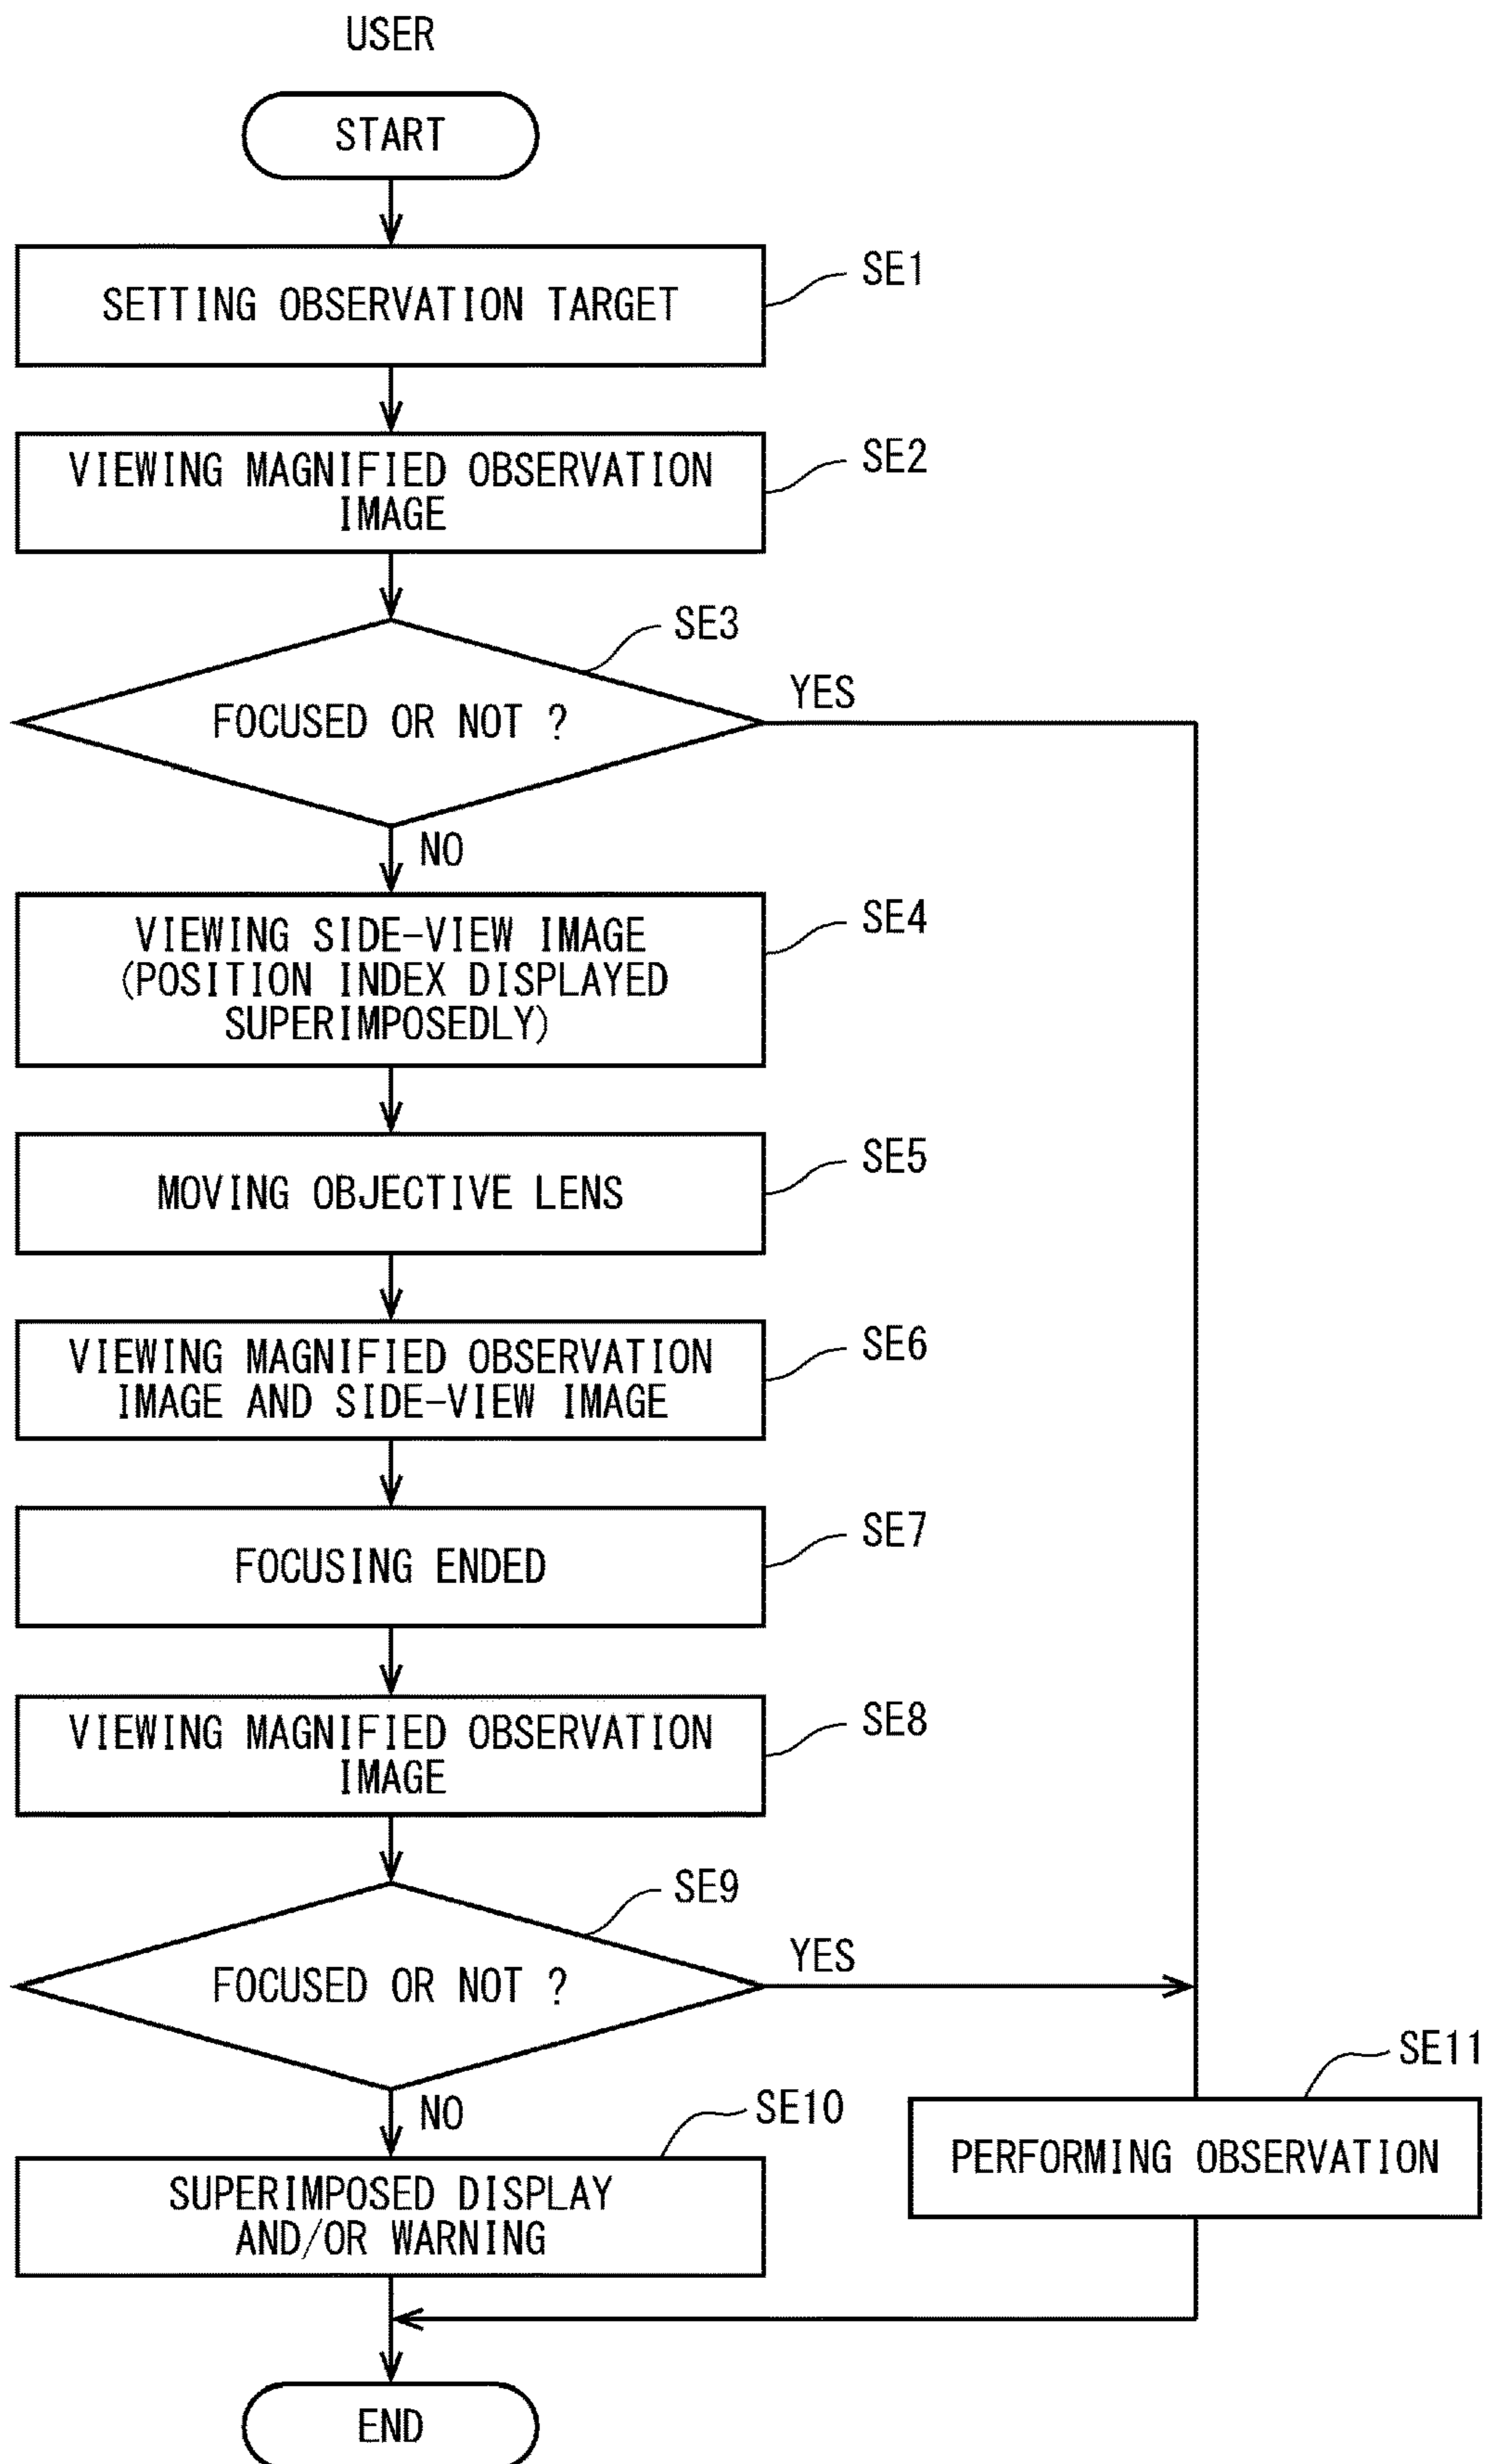 USER
START
SETTING OBSERVATION TARGET
SE1
VIEWING MAGNIFIED OBSERVATION
IMAGE
SE2
SE3
FOCUSED OR NOT ?
YES
NO
VIEWING SIDE-VIEW IMAGE
(POSITION INDEX DISPLAYED
SUPERIMPOSEDLY)
SE4
MOVING OBJECTIVE LENS
SE5
VIEWING MAGNIFIED OBSERVATION
IMAGE AND SIDE-VIEW IMAGE
SE6
FOCUSING ENDED
SE7
VIEWING MAGNIFIED OBSERVATION
IMAGE
SE8
SE9
FOCUSED OR NOT ?
YES
NO
SE10
SUPERIMPOSED DISPLAY
AND/OR WARNING
SE11
PERFORMING OBSERVATION
END